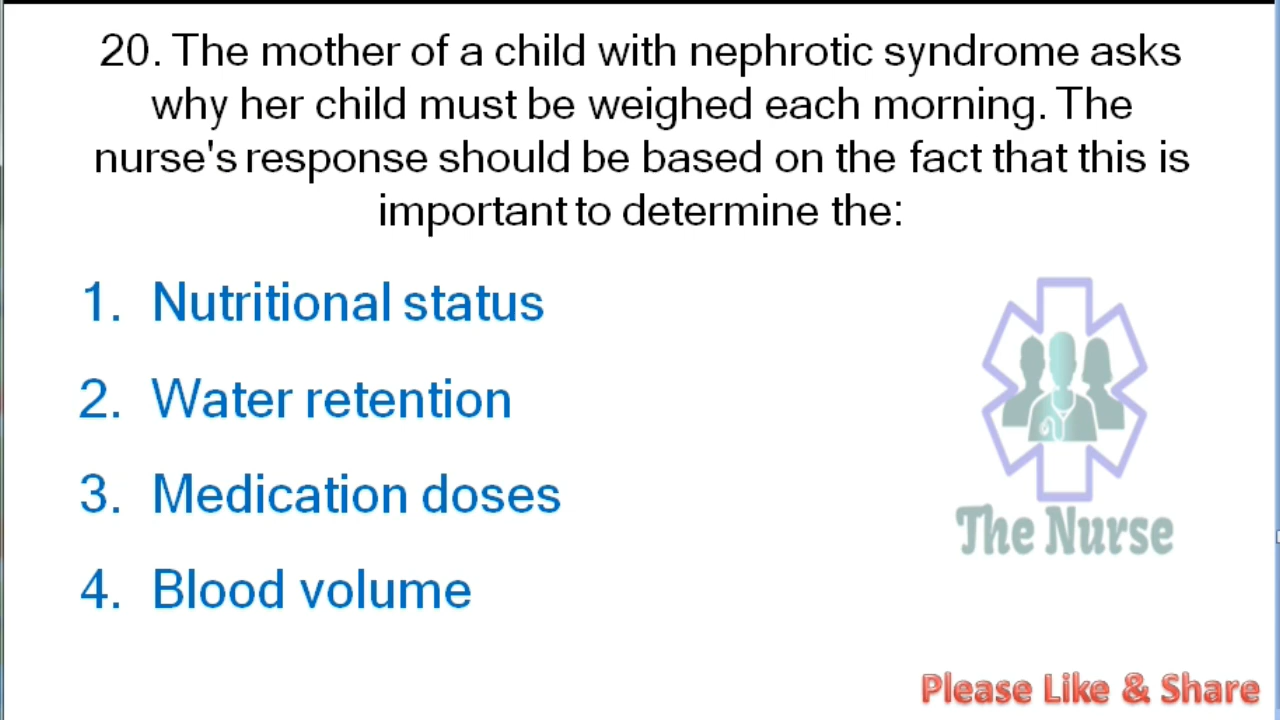 20. The mother of a child with nephrotic syndrome asks
why her child must be weighed each morning. The
nurse's response should be based on the fact that this is
important to determine the:
1. Nutritional status
2. Water retention
3. Medication doses
4. Blood volume
The Nurse
Please Like & Share